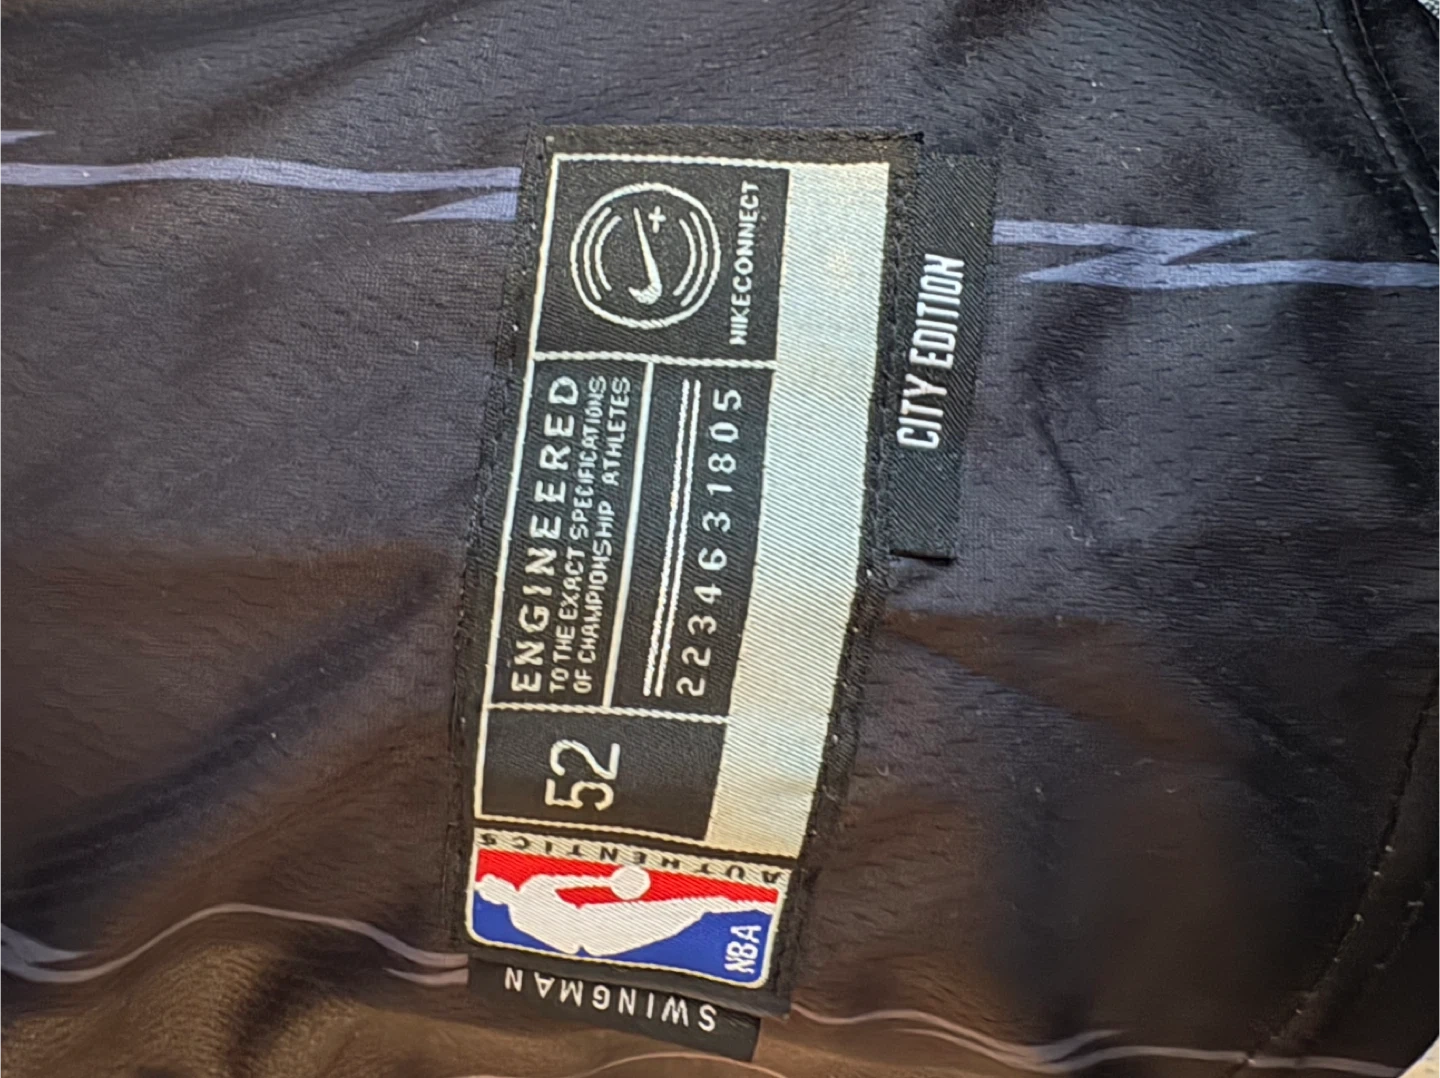 NIKECONNECT
ENGINEERED
TO THE EXACT SPECIFICATIONS
OF CHAMPIONSHIP ATHLETES
2234631805
52
AUTHENTICS
NBA
SWINGMAN
CITY EDITION